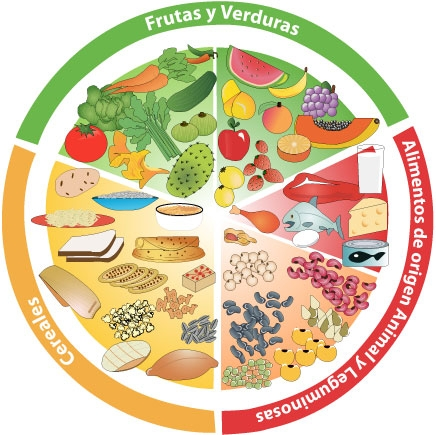 Frutas y Verduras
Alimentos de origen Animal y Leguminosas
Cereales